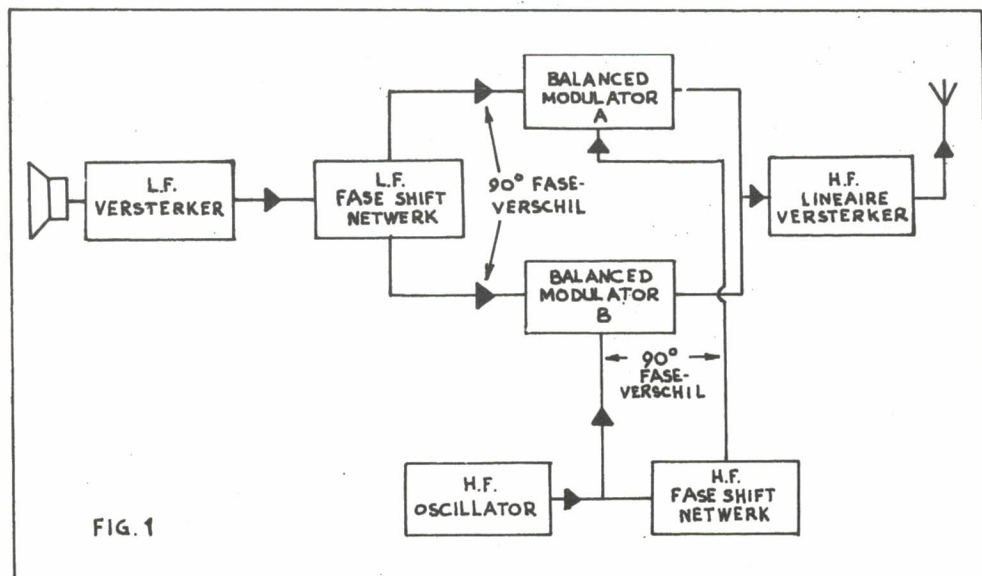 BALANCED
MODULATOR
A
L.F.
VERSTERKER
L.F.
FASE SHIFT
NETWERK
90° FASE-
VERSCHIL
H.F.
LINEAIRE
VERSTERKER
BALANCED
MODULATOR
B
90°
FASE-
VERSCHIL
H.F.
OSCILLATOR
H.F.
FASE SHIFT
NETWERK
FIG. 1